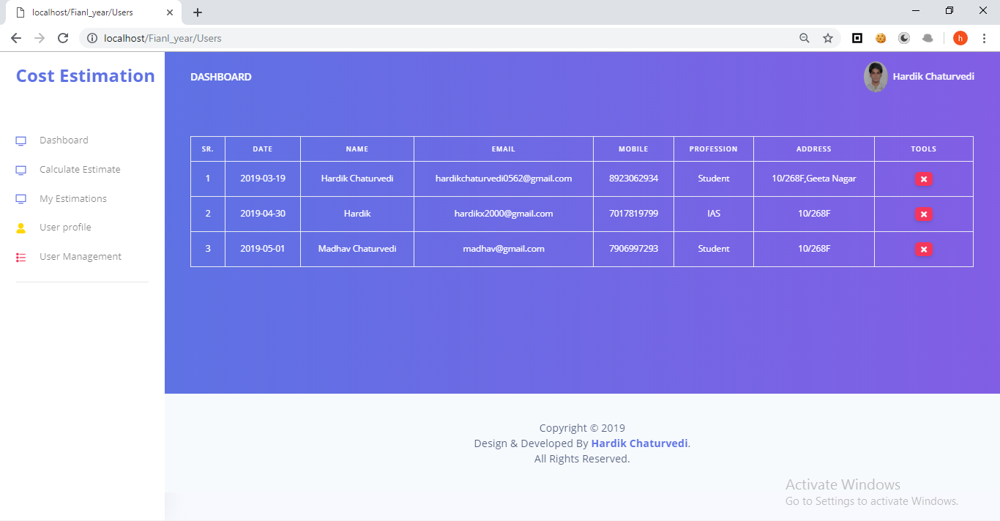 localhost/Fianl_year/Users
localhost/Fianl_year/Users
h
Cost Estimation
DASHBOARD
Hardik Chaturvedi
Dashboard
Calculate Estimate
My Estimations
User profile
User Management
SR. DATE NAME EMAIL MOBILE PROFESSION ADDRESS TOOLS
1 2019-03-19 Hardik Chaturvedi hardikchaturvedi0562@gmail.com 8923062934 Student 10/268F,Geeta Nagar
2 2019-04-30 Hardik hardikx2000@gmail.com 7017819799 IAS 10/268F
3 2019-05-01 Madhav Chaturvedi madhav@gmail.com 7906997293 Student 10/268F
Copyright © 2019
Design & Developed By Hardik Chaturvedi.
All Rights Reserved.
Activate Windows
Go to Settings to activate Windows.